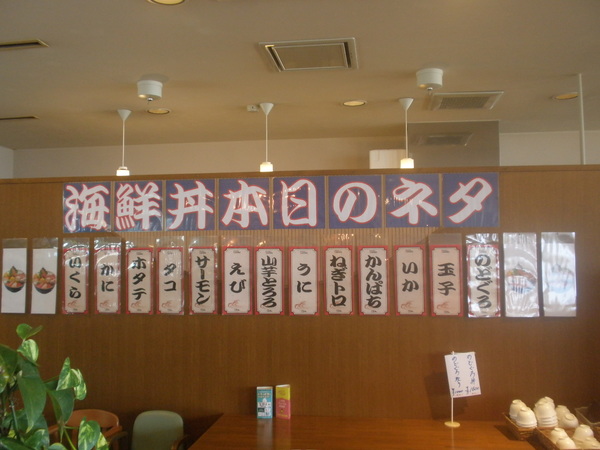 海鮮丼本日のネタ
いくら
かに
ホタテ
タコ
サーモン
えび
山芋とろろ
うに
ねぎトロ
かんぱち
いか
玉子
のどぐろ